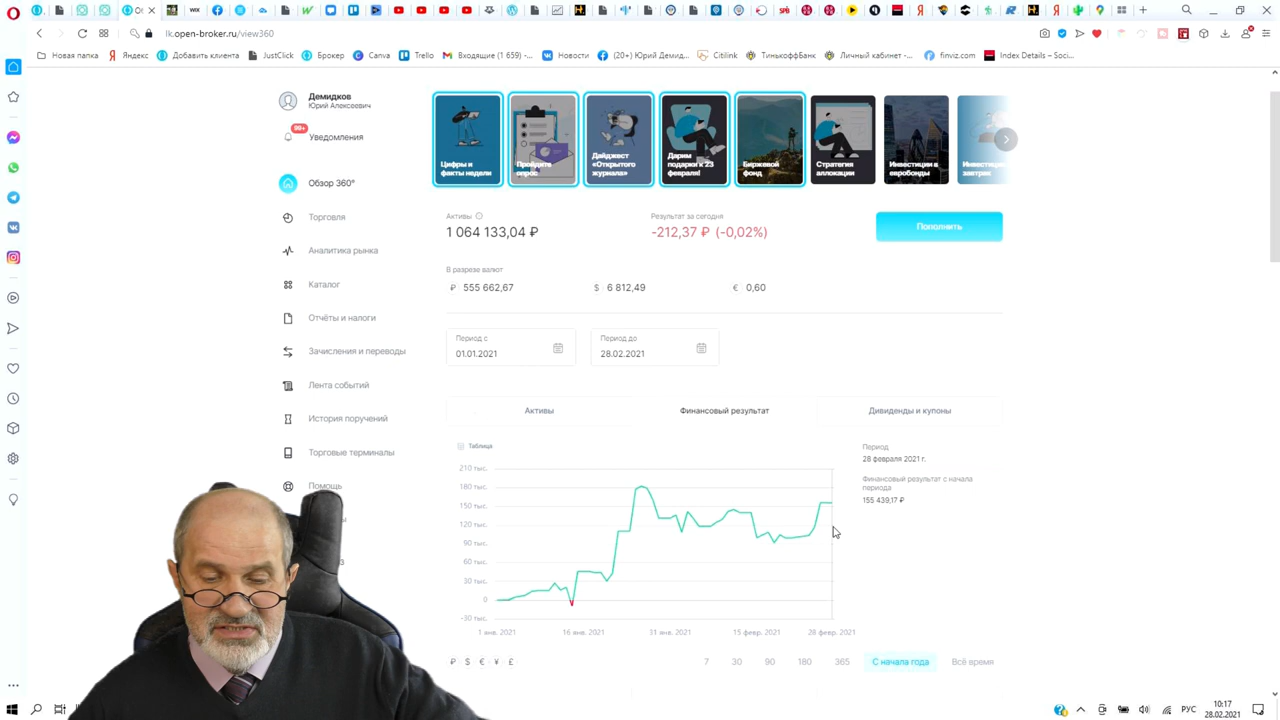 WIX
SPB
lk.open-broker.ru/view360
Новая папка
Яндекс
Добавить клиента
JustClick
Брокер
Canva
Trello
Входящие (1 659) -...
Новости
(20+) Юрий Демид...
Citilink
ТинькоффБанк
Личный кабинет -...
finviz.com
Index Details – Soci...
Демидков
Юрий Алексеевич
99+
Уведомления
Обзор 360°
Торговля
Аналитика рынка
Каталог
Отчёты и налоги
Зачисления и переводы
Лента событий
История поручений
Торговые терминалы
Помощь
Цифры и
факты недели
Пройдите
опрос
Дайджест
«Открытого
журнала»
Дарим
подарки к 23
февраля!
Биржевой
фонд
Стратегия
аллокации
Инвестиции в
евробонды
завтрак
Активы
1 064 133,04 ₽
Результат за сегодня
-212,37 ₽ (-0,02%)
Пополнить
В разрезе валют
₽ 555 662,67
$ 6 812,49
€ 0,60
Период с
01.01.2021
Период до
28.02.2021
Активы
Финансовый результат
Дивиденды и купоны
Таблица
210 тыс.
180 тыс.
150 тыс.
120 тыс.
90 тыс.
60 тыс.
30 тыс.
0
-30 тыс.
1 янв. 2021
16 янв. 2021
31 янв. 2021
15 февр. 2021
28 февр. 2021
Период
28 февраля 2021 г.
Финансовый результат с начала
периода
155 439,17 ₽
₽ $ € ¥ £
7
30
90
180
365
С начала года
Всё время
РУС
10:17
28.02.2021